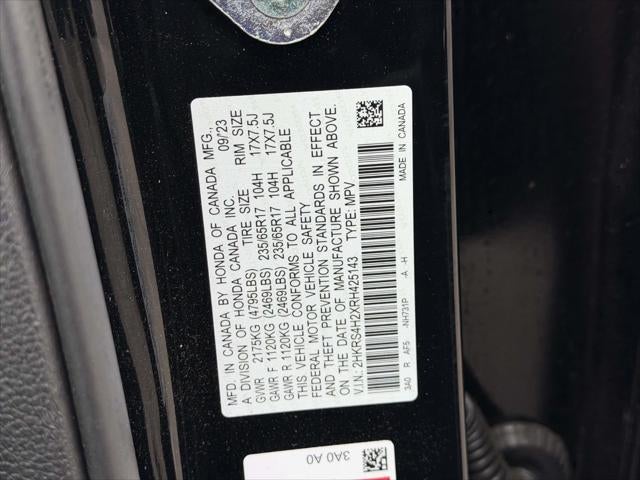 MFD. IN CANADA BY HONDA OF CANADA MFG.,
A DIVISION OF HONDA CANADA INC. 09/23
TIRE SIZE RIM SIZE
GVWR 2175KG (4795LBS)
GAWR F 1120KG (2469LBS) 235/65R17 104H 17X7.5J
GAWR R 1120KG (2469LBS) 235/65R17 104H 17X7.5J
THIS VEHICLE CONFORMS TO ALL APPLICABLE
FEDERAL MOTOR VEHICLE SAFETY
AND THEFT PREVENTION STANDARDS IN EFFECT
ON THE DATE OF MANUFACTURE SHOWN ABOVE.
V.I.N.: 2HKRS4H2XRH425143 TYPE: MPV
3A0 R AF5 -NH731P A H MADE IN CANADA
3A0 A0